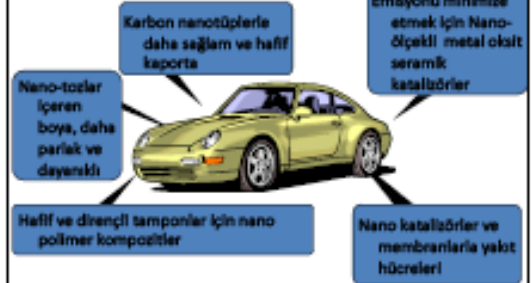 Karbon nanotüplerle
daha sağlam ve hafif
kaporta
Emisyonu minimize
etmek için Nano-
ölçekli metal oksit
seramik
katalizörler
Nano-tozlar
içeren
boya, daha
parlak ve
dayanıklı
Hafif ve dirençli tamponlar için nano
polimer kompozitler
Nano katalizörler ve
membranlarla yakıt
hücreleri